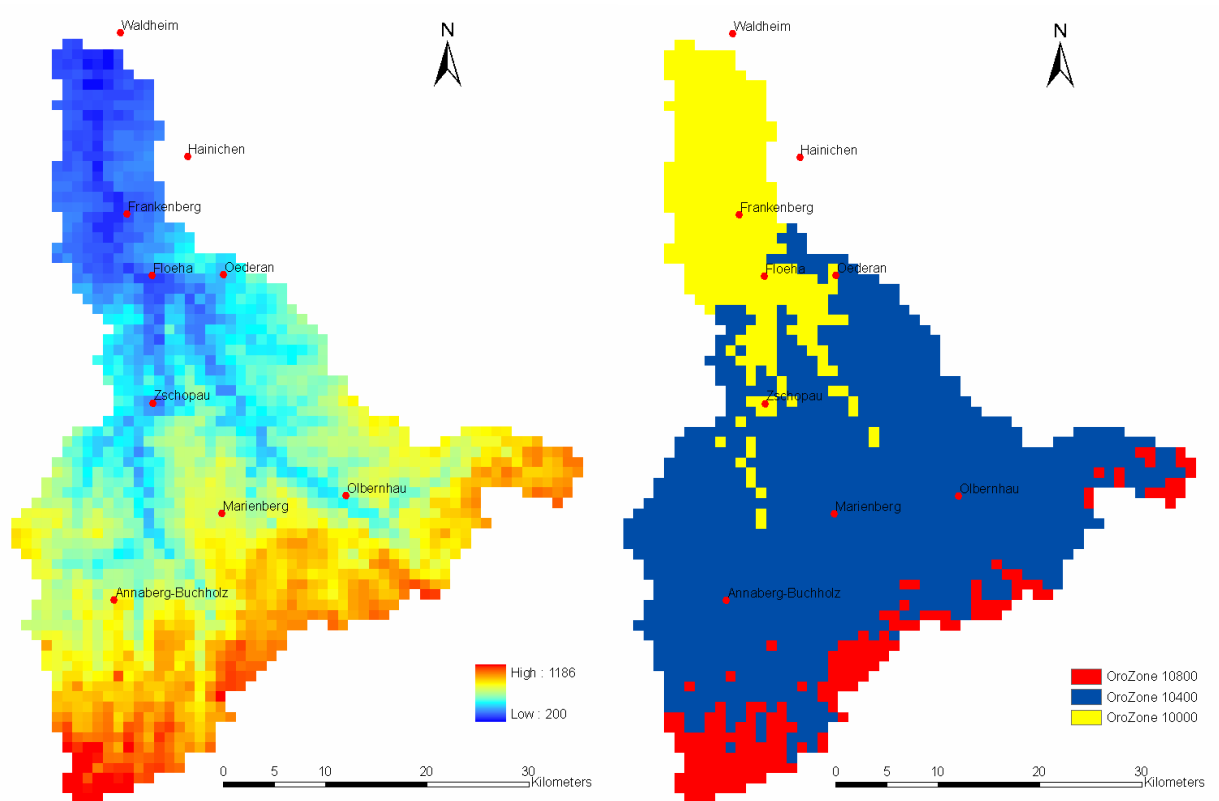 Waldheim
N
Hainichen
Frankenberg
Floeha
Oederan
Zschopau
Olbernhau
Marienberg
Annaberg-Buchholz
High : 1186
Low : 200
0 5 10 20 30
Kilometers
Waldheim
N
Hainichen
Frankenberg
Floeha
Oederan
Zschopau
Olbernhau
Marienberg
Annaberg-Buchholz
OroZone 10800
OroZone 10400
OroZone 10000
0 5 10 20 30
Kilometers